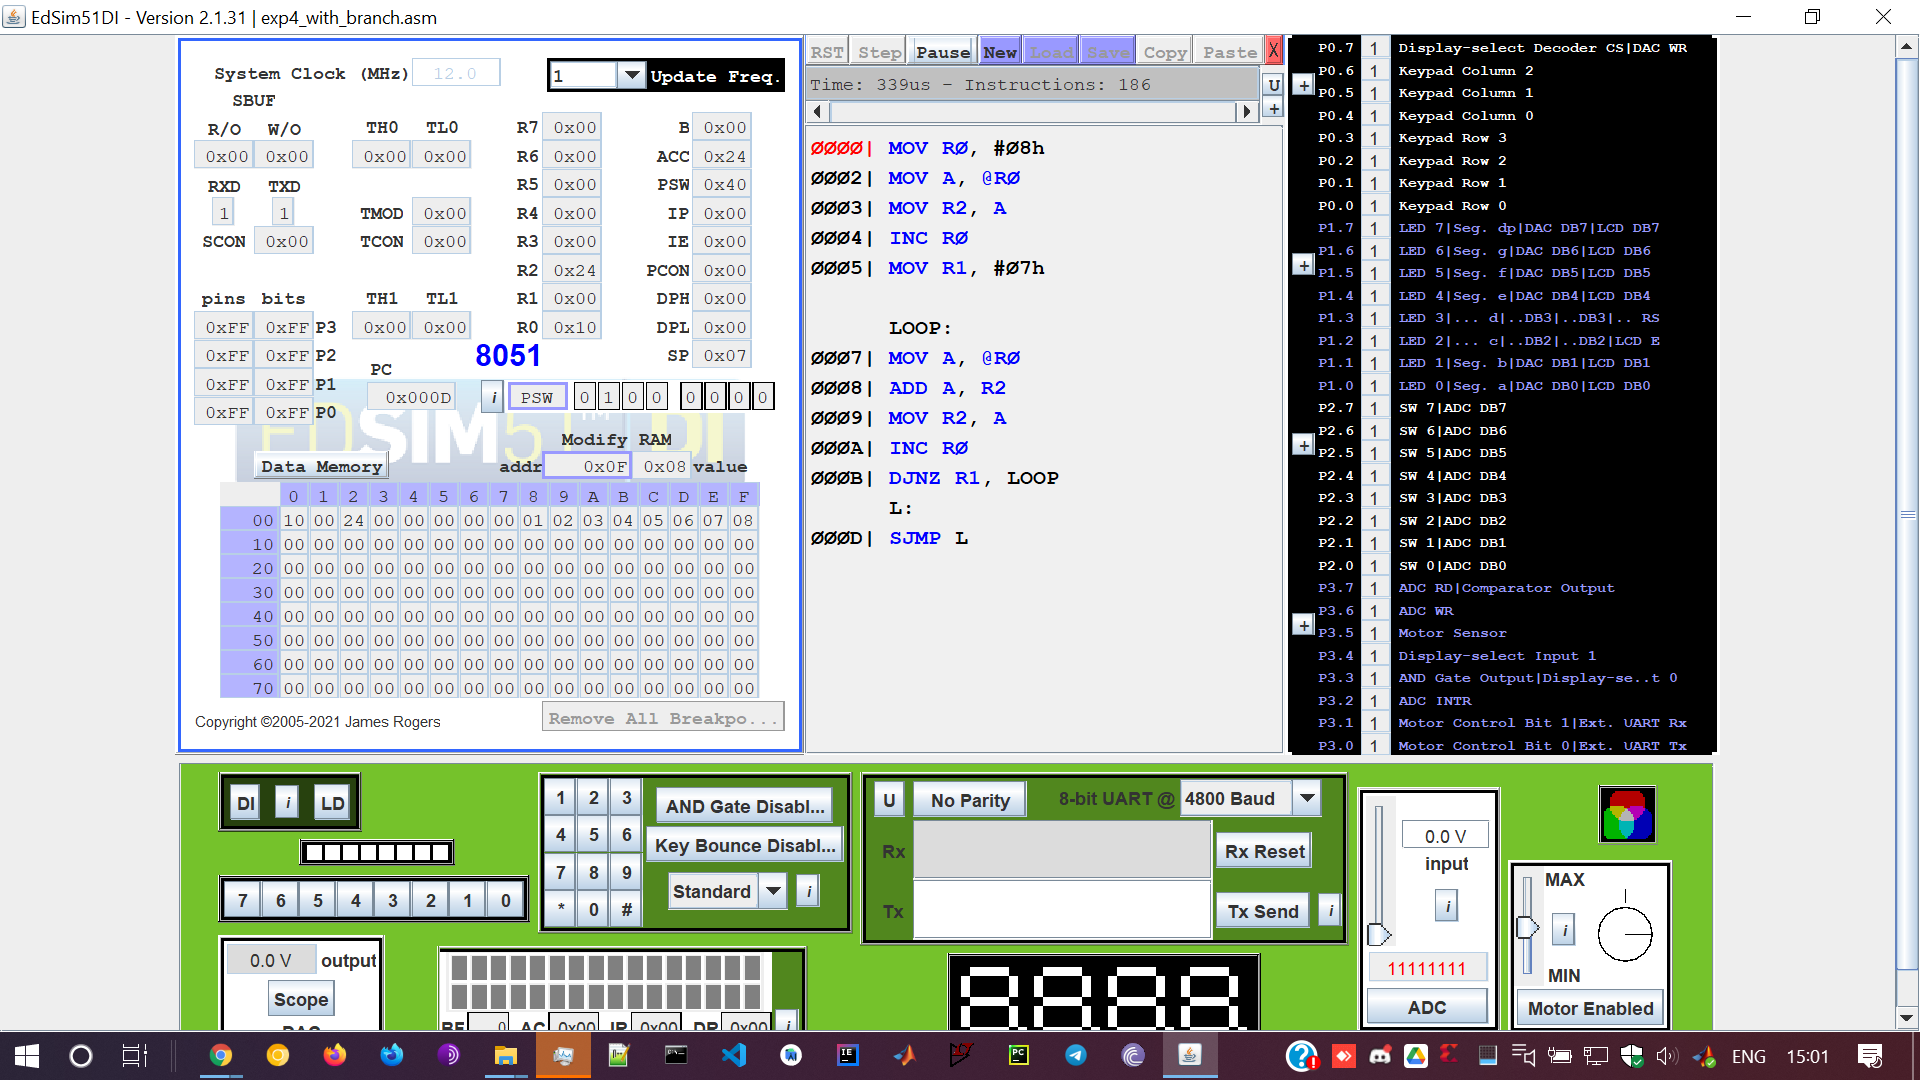 EdSim51DI - Version 2.1.31 | exp4_with_branch.asm
System Clock (MHz) 12.0
1 Update Freq.
SBUF
R/O W/O TH0 TL0 R7 0x00 B 0x00
0x00 0x00 0x00 0x00 R6 0x00 ACC 0x24
RXD TXD R5 0x00 PSW 0x40
1 1 TMOD 0x00 R4 0x00 IP 0x00
SCON 0x00 TCON 0x00 R3 0x00 IE 0x00
R2 0x24 PCON 0x00
pins bits TH1 TL1 R1 0x00 DPH 0x00
0xFF 0xFF P3 0x00 0x00 R0 0x10 DPL 0x00
0xFF 0xFF P2 8051 SP 0x07
0xFF 0xFF P1 PC 0x000D i PSW 0 1 0 0 0 0 0 0
0xFF 0xFF P0
EDSIM51 DI
TM
Modify RAM
Data Memory addr 0x0F 0x08 value
0 1 2 3 4 5 6 7 8 9 A B C D E F
00 10 00 24 00 00 00 00 00 01 02 03 04 05 06 07 08
10 00 00 00 00 00 00 00 00 00 00 00 00 00 00 00 00
20 00 00 00 00 00 00 00 00 00 00 00 00 00 00 00 00
30 00 00 00 00 00 00 00 00 00 00 00 00 00 00 00 00
40 00 00 00 00 00 00 00 00 00 00 00 00 00 00 00 00
50 00 00 00 00 00 00 00 00 00 00 00 00 00 00 00 00
60 00 00 00 00 00 00 00 00 00 00 00 00 00 00 00 00
70 00 00 00 00 00 00 00 00 00 00 00 00 00 00 00 00
Copyright ©2005-2021 James Rogers
Remove All Breakpo...
RST Step Pause New Load Save Copy Paste X
Time: 339us - Instructions: 186
U
+
0000| MOV R0, #08h
0002| MOV A, @R0
0003| MOV R2, A
0004| INC R0
0005| MOV R1, #07h
LOOP:
0007| MOV A, @R0
0008| ADD A, R2
0009| MOV R2, A
000A| INC R0
000B| DJNZ R1, LOOP
L:
000D| SJMP L
P0.7 1 Display-select Decoder CS|DAC WR
P0.6 1 Keypad Column 2
+ P0.5 1 Keypad Column 1
P0.4 1 Keypad Column 0
P0.3 1 Keypad Row 3
P0.2 1 Keypad Row 2
P0.1 1 Keypad Row 1
P0.0 1 Keypad Row 0
P1.7 1 LED 7|Seg. dp|DAC DB7|LCD DB7
P1.6 1 LED 6|Seg. g|DAC DB6|LCD DB6
+ P1.5 1 LED 5|Seg. f|DAC DB5|LCD DB5
P1.4 1 LED 4|Seg. e|DAC DB4|LCD DB4
P1.3 1 LED 3|... d|..DB3|..DB3|.. RS
P1.2 1 LED 2|... c|..DB2|..DB2|LCD E
P1.1 1 LED 1|Seg. b|DAC DB1|LCD DB1
P1.0 1 LED 0|Seg. a|DAC DB0|LCD DB0
P2.7 1 SW 7|ADC DB7
P2.6 1 SW 6|ADC DB6
+ P2.5 1 SW 5|ADC DB5
P2.4 1 SW 4|ADC DB4
P2.3 1 SW 3|ADC DB3
P2.2 1 SW 2|ADC DB2
P2.1 1 SW 1|ADC DB1
P2.0 1 SW 0|ADC DB0
P3.7 1 ADC RD|Comparator Output
P3.6 1 ADC WR
+ P3.5 1 Motor Sensor
P3.4 1 Display-select Input 1
P3.3 1 AND Gate Output|Display-se..t 0
P3.2 1 ADC INTR
P3.1 1 Motor Control Bit 1|Ext. UART Rx
P3.0 1 Motor Control Bit 0|Ext. UART Tx
DI i LD
7 6 5 4 3 2 1 0
1 2 3
4 5 6
7 8 9
* 0 #
AND Gate Disabl...
Key Bounce Disabl...
Standard i
U No Parity 8-bit UART @ 4800 Baud
Rx Rx Reset
Tx Tx Send i
0.0 V
input
i
11111111
ADC
MAX
i
MIN
Motor Enabled
0.0 V output
Scope
DAC
BF 0 AC 0x00 IR 0x00 DR 0x00 i
8888
ENG 15:01